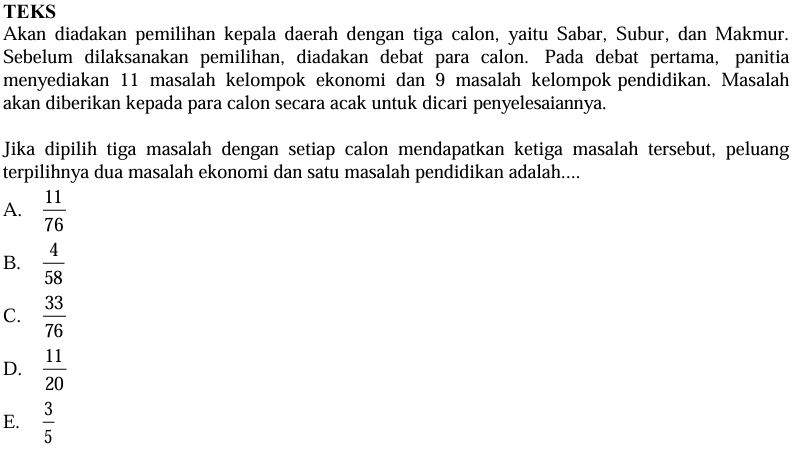 TEKS
Akan diadakan pemilihan kepala daerah dengan tiga calon, yaitu Sabar, Subur, dan Makmur.
Sebelum dilaksanakan pemilihan, diadakan debat para calon. Pada debat pertama, panitia
menyediakan 11 masalah kelompok ekonomi dan 9 masalah kelompok pendidikan. Masalah
akan diberikan kepada para calon secara acak untuk dicari penyelesaiannya.
Jika dipilih tiga masalah dengan setiap calon mendapatkan ketiga masalah tersebut, peluang
terpilihnya dua masalah ekonomi dan satu masalah pendidikan adalah....
A. 11/76
B. 4/58
C. 33/76
D. 11/20
E. 3/5